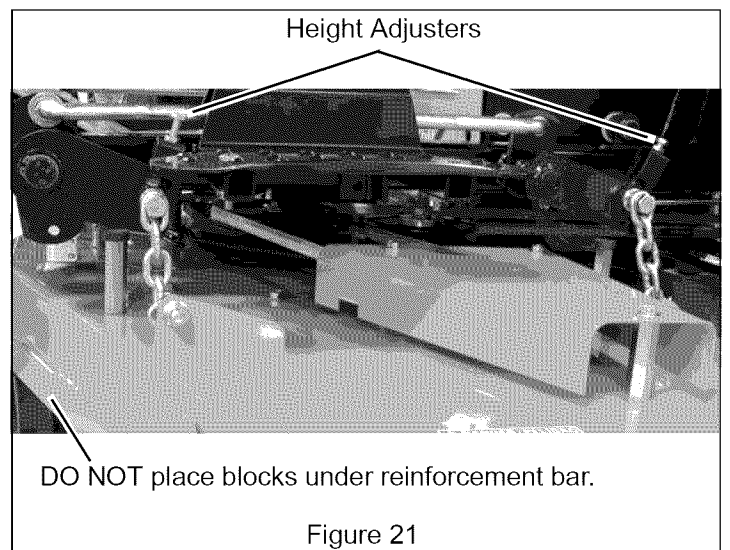 Height Adjusters
DO NOT place blocks under reinforcement bar.
Figure 21